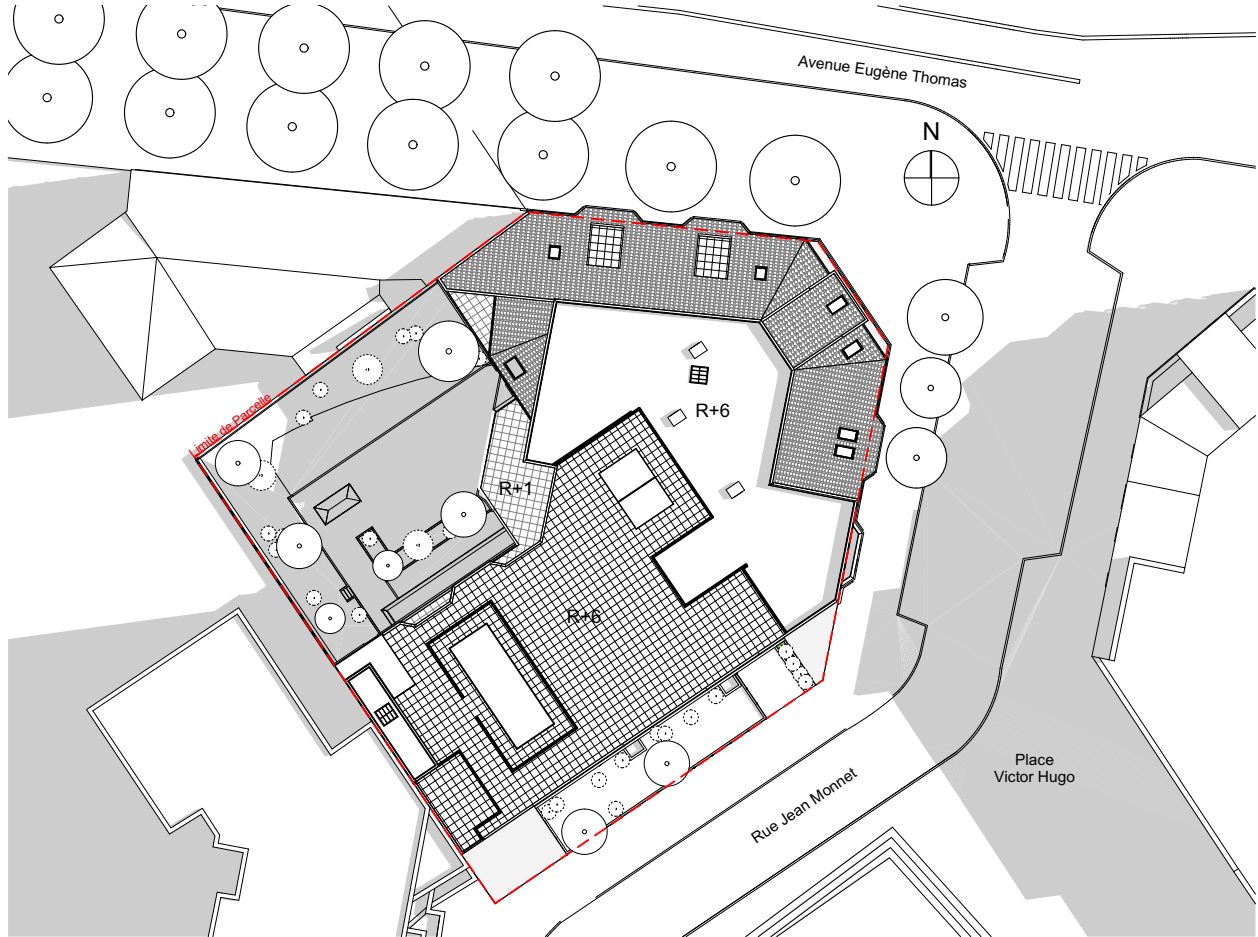 Avenue Eugène Thomas
N
Limite de Parcelle
R+6
R+1
R+6
Place
Victor Hugo
Rue Jean Monnet